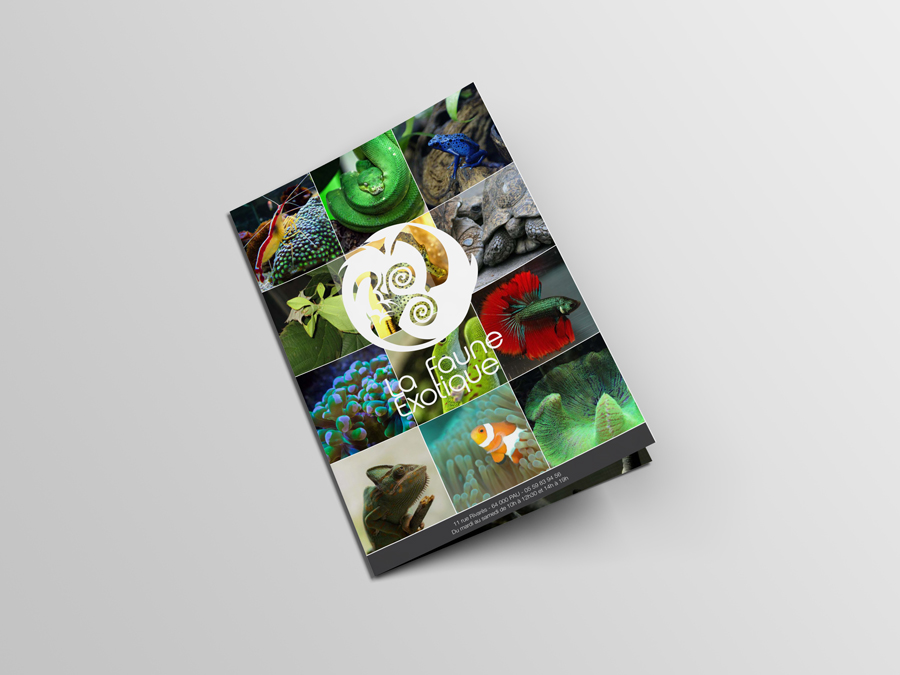 La Faune
Exotique
11 rue Rivarès - 64 000 PAU - 05 59 83 94 56
Du mardi au samedi de 10h à 12h30 et 14h à 19h